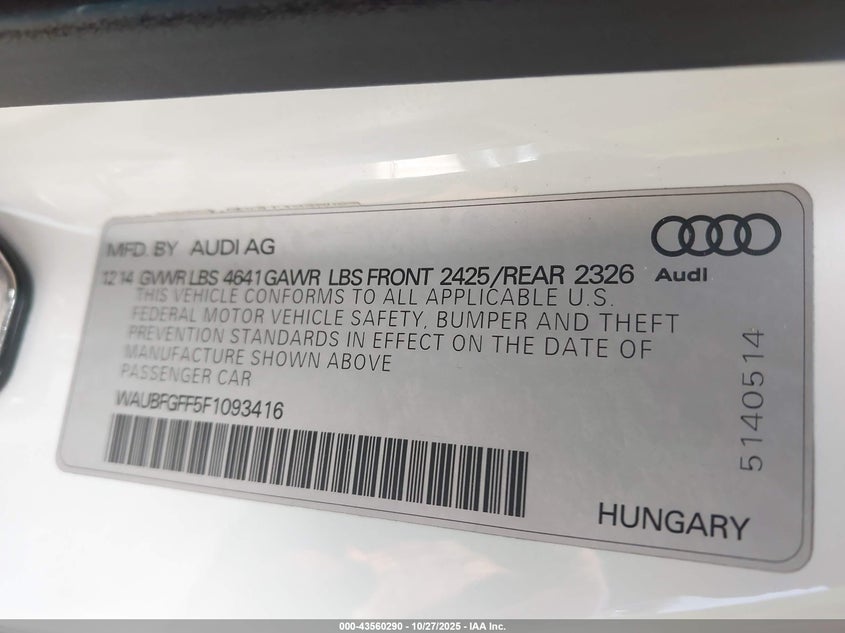 MFD. BY AUDI AG
12 14 GVWR LBS 4641 GAWR LBS FRONT 2425/REAR 2326
THIS VEHICLE CONFORMS TO ALL APPLICABLE U.S.
FEDERAL MOTOR VEHICLE SAFETY, BUMPER AND THEFT
PREVENTION STANDARDS IN EFFECT ON THE DATE OF
MANUFACTURE SHOWN ABOVE
PASSENGER CAR
WAUBFGFF5F1093416
Audi
5140514
HUNGARY
000-43560290 - 10/27/2025 - IAA Inc.